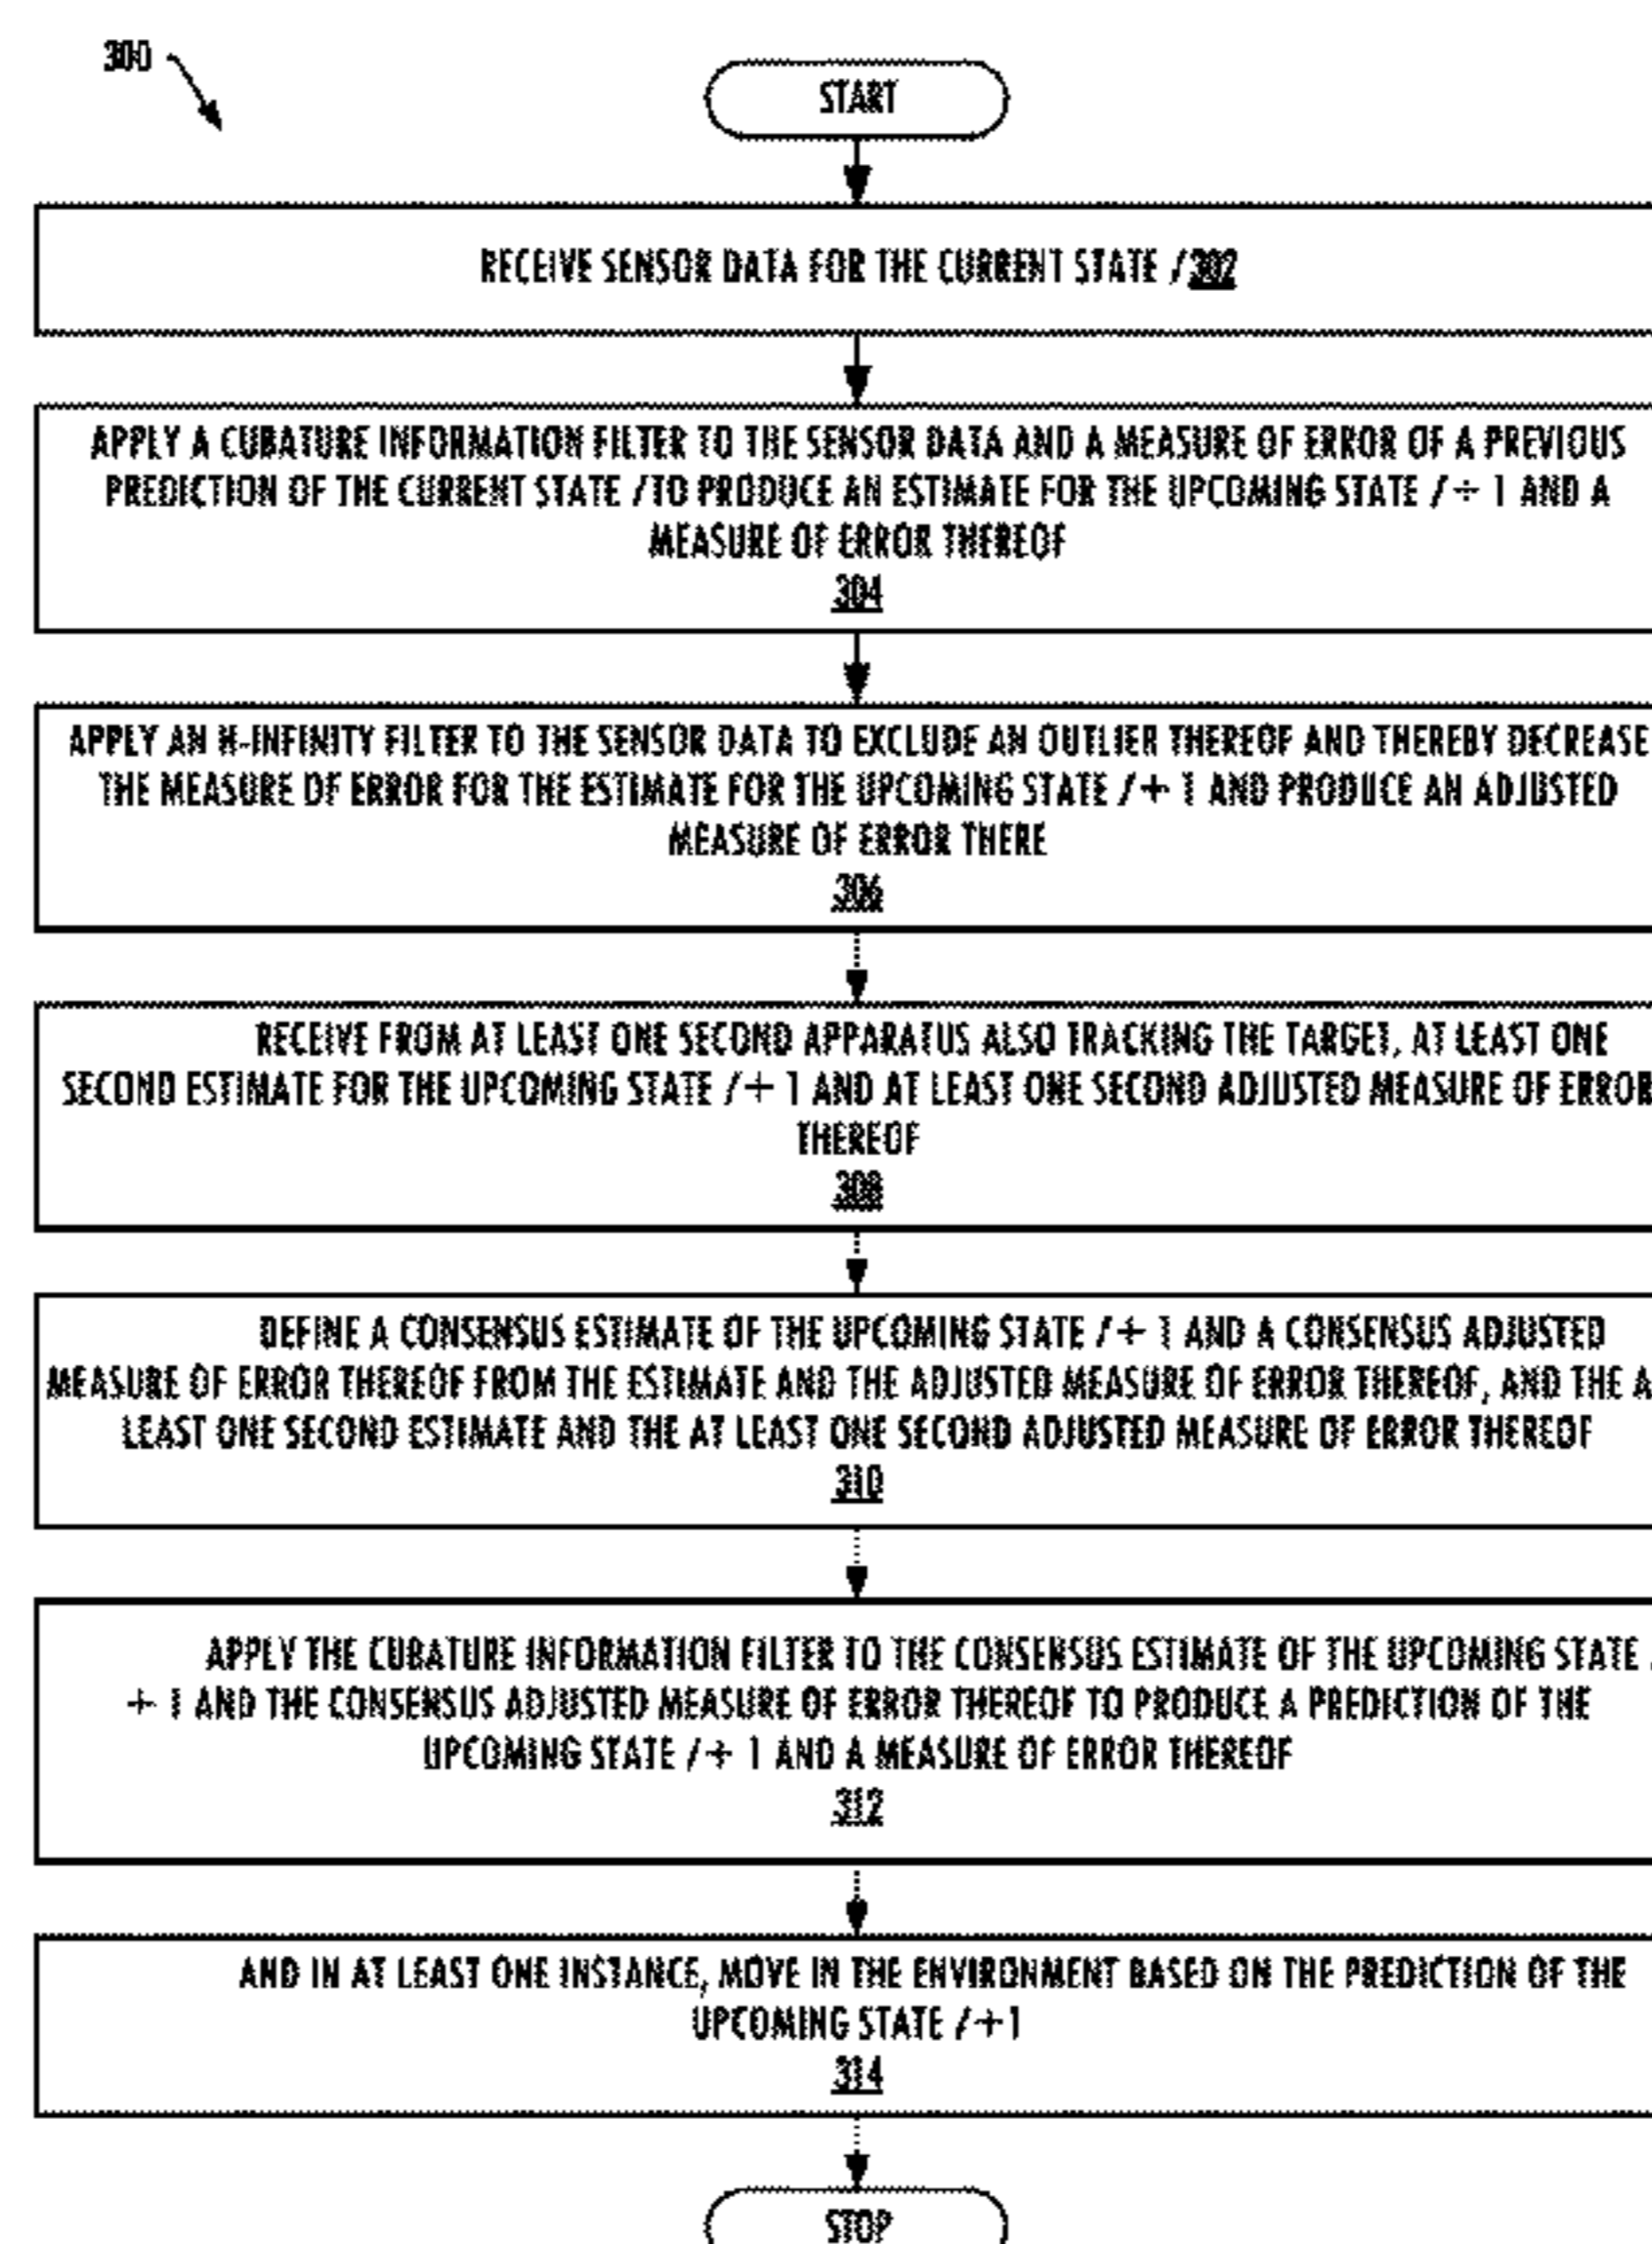 300
START
RECEIVE SENSOR DATA FOR THE CURRENT STATE / 302
APPLY A CUBATURE INFORMATION FILTER TO THE SENSOR DATA AND A MEASURE OF ERROR OF A PREVIOUS
PREDICTION OF THE CURRENT STATE / TO PRODUCE AN ESTIMATE FOR THE UPCOMING STATE / + 1 AND A
MEASURE OF ERROR THEREOF
304
APPLY AN H-INFINITY FILTER TO THE SENSOR DATA TO EXCLUDE AN OUTLIER THEREOF AND THEREBY DECREASE
THE MEASURE OF ERROR FOR THE ESTIMATE FOR THE UPCOMING STATE / + 1 AND PRODUCE AN ADJUSTED
MEASURE OF ERROR THERE
306
RECEIVE FROM AT LEAST ONE SECOND APPARATUS ALSO TRACKING THE TARGET, AT LEAST ONE
SECOND ESTIMATE FOR THE UPCOMING STATE / + 1 AND AT LEAST ONE SECOND ADJUSTED MEASURE OF ERROR
THEREOF
308
DEFINE A CONSENSUS ESTIMATE OF THE UPCOMING STATE / + 1 AND A CONSENSUS ADJUSTED
MEASURE OF ERROR THEREOF FROM THE ESTIMATE AND THE ADJUSTED MEASURE OF ERROR THEREOF, AND THE A
LEAST ONE SECOND ESTIMATE AND THE AT LEAST ONE SECOND ADJUSTED MEASURE OF ERROR THEREOF
310
APPLY THE CUBATURE INFORMATION FILTER TO THE CONSENSUS ESTIMATE OF THE UPCOMING STATE
+ 1 AND THE CONSENSUS ADJUSTED MEASURE OF ERROR THEREOF TO PRODUCE A PREDICTION OF THE
UPCOMING STATE / + 1 AND A MEASURE OF ERROR THEREOF
312
AND IN AT LEAST ONE INSTANCE, MOVE IN THE ENVIRONMENT BASED ON THE PREDICTION OF THE
UPCOMING STATE / +1
314
STOP